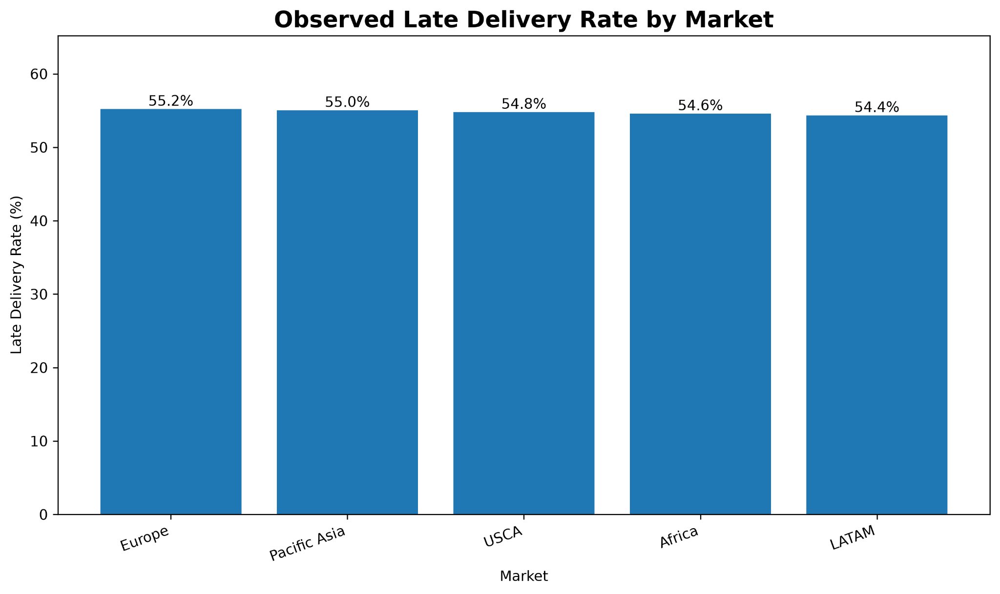 Observed Late Delivery Rate by Market
Late Delivery Rate (%)
60
50
40
30
20
10
0
55.2%
55.0%
54.8%
54.6%
54.4%
Europe
Pacific Asia
USCA
Africa
LATAM
Market